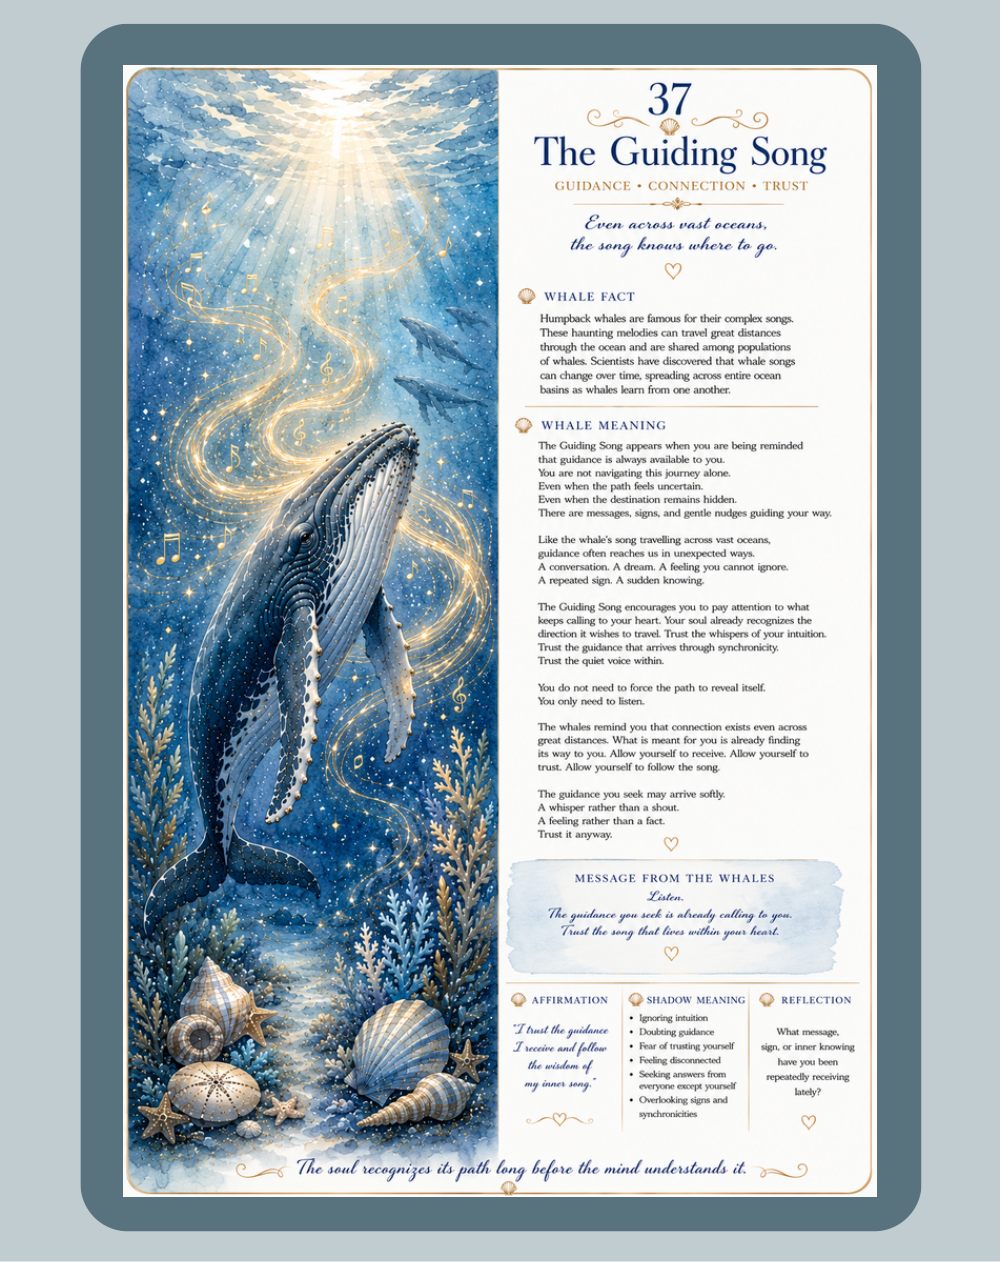 37
The Guiding Song
GUIDANCE • CONNECTION • TRUST
Even across vast oceans,
the song knows where to go.
WHALE FACT
Humpback whales are famous for their complex songs.
These haunting melodies can travel great distances
through the ocean and are shared among populations
of whales. Scientists have discovered that whale songs
can change over time, spreading across entire ocean
basins as whales learn from one another.
WHALE MEANING
The Guiding Song appears when you are being reminded
that guidance is always available to you.
You are not navigating this journey alone.
Even when the path feels uncertain.
Even when the destination remains hidden.
There are messages, signs, and gentle nudges guiding your way.
Like the whale's song travelling across vast oceans,
guidance often reaches us in unexpected ways.
A conversation. A dream. A feeling you cannot ignore.
A repeated sign. A sudden knowing.
The Guiding Song encourages you to pay attention to what
keeps calling to your heart. Your soul already recognizes the
direction it wishes to travel. Trust the whispers of your intuition.
Trust the guidance that arrives through synchronicity.
Trust the quiet voice within.
You do not need to force the path to reveal itself.
You only need to listen.
The whales remind you that connection exists even across
great distances. What is meant for you is already finding
its way to you. Allow yourself to receive. Allow yourself to
trust. Allow yourself to follow the song.
The guidance you seek may arrive softly.
A whisper rather than a shout.
A feeling rather than a fact.
Trust it anyway.
MESSAGE FROM THE WHALES
Listen.
The guidance you seek is already calling to you.
Trust the song that lives within your heart.
AFFIRMATION
"I trust the guidance
I receive and follow
the wisdom of
my inner song."
SHADOW MEANING
• Ignoring intuition
• Doubting guidance
• Fear of trusting yourself
• Feeling disconnected
• Seeking answers from
everyone except yourself
• Overlooking signs and
synchronicities
REFLECTION
What message,
sign, or inner knowing
have you been
repeatedly receiving
lately?
The soul recognizes its path long before the mind understands it.